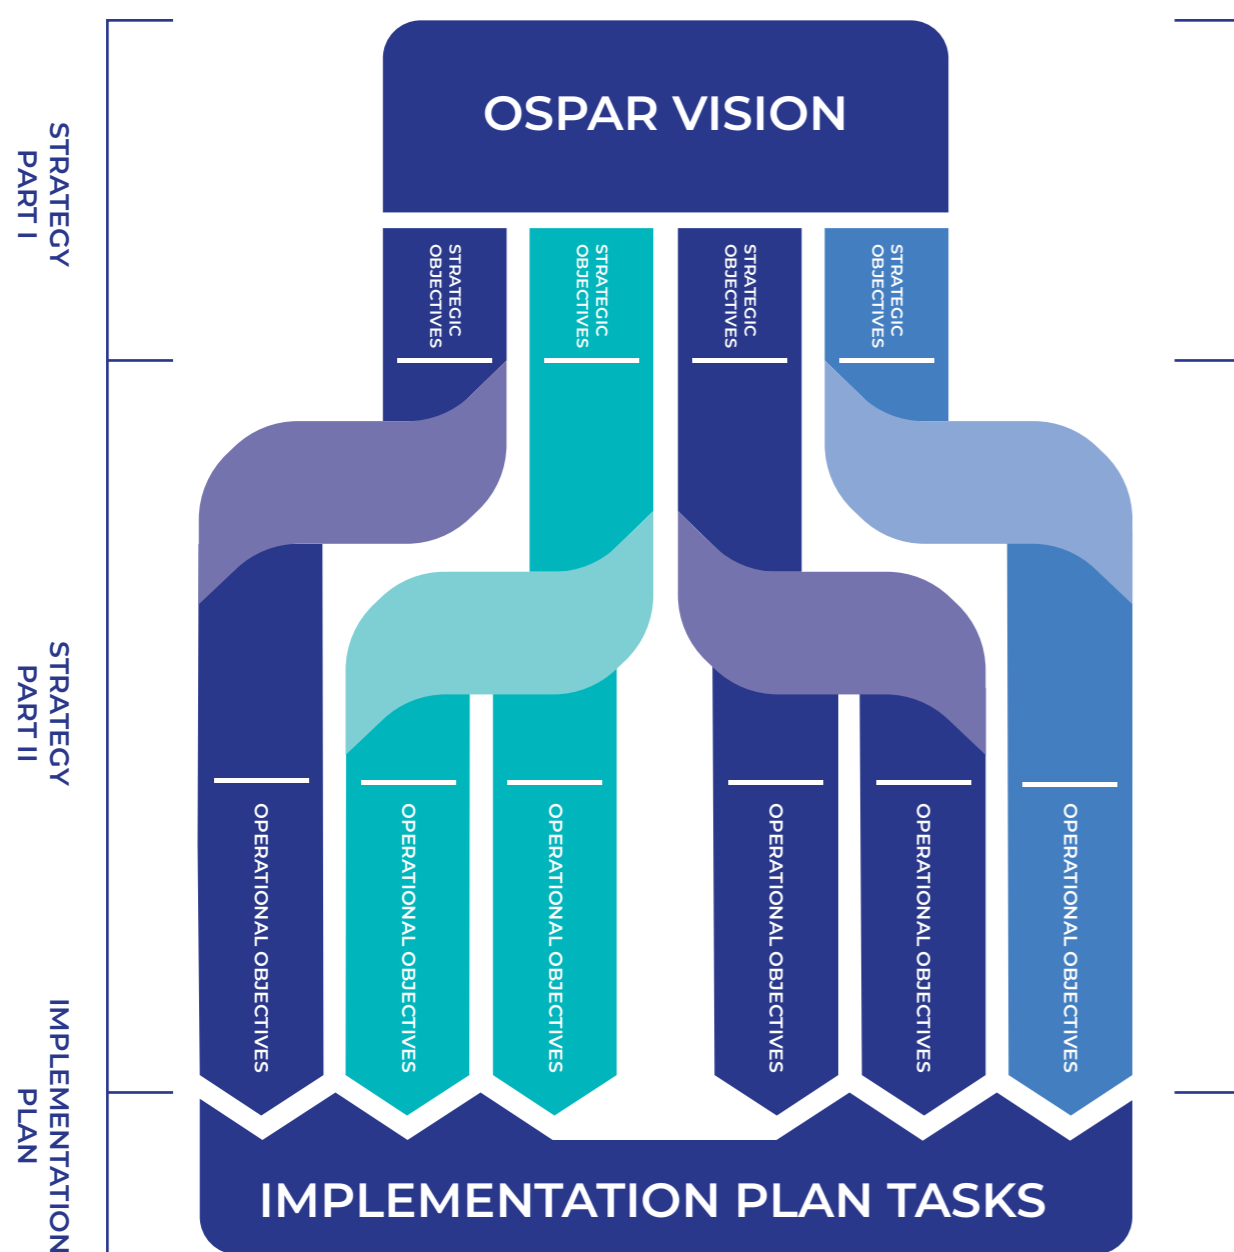 OSPAR VISION
STRATEGY
PART I
STRATEGIC
OBJECTIVES
STRATEGIC
OBJECTIVES
STRATEGIC
OBJECTIVES
STRATEGIC
OBJECTIVES
STRATEGY
PART II
OPERATIONAL OBJECTIVES
OPERATIONAL OBJECTIVES
OPERATIONAL OBJECTIVES
OPERATIONAL OBJECTIVES
OPERATIONAL OBJECTIVES
OPERATIONAL OBJECTIVES
IMPLEMENTATION
PLAN
IMPLEMENTATION PLAN TASKS